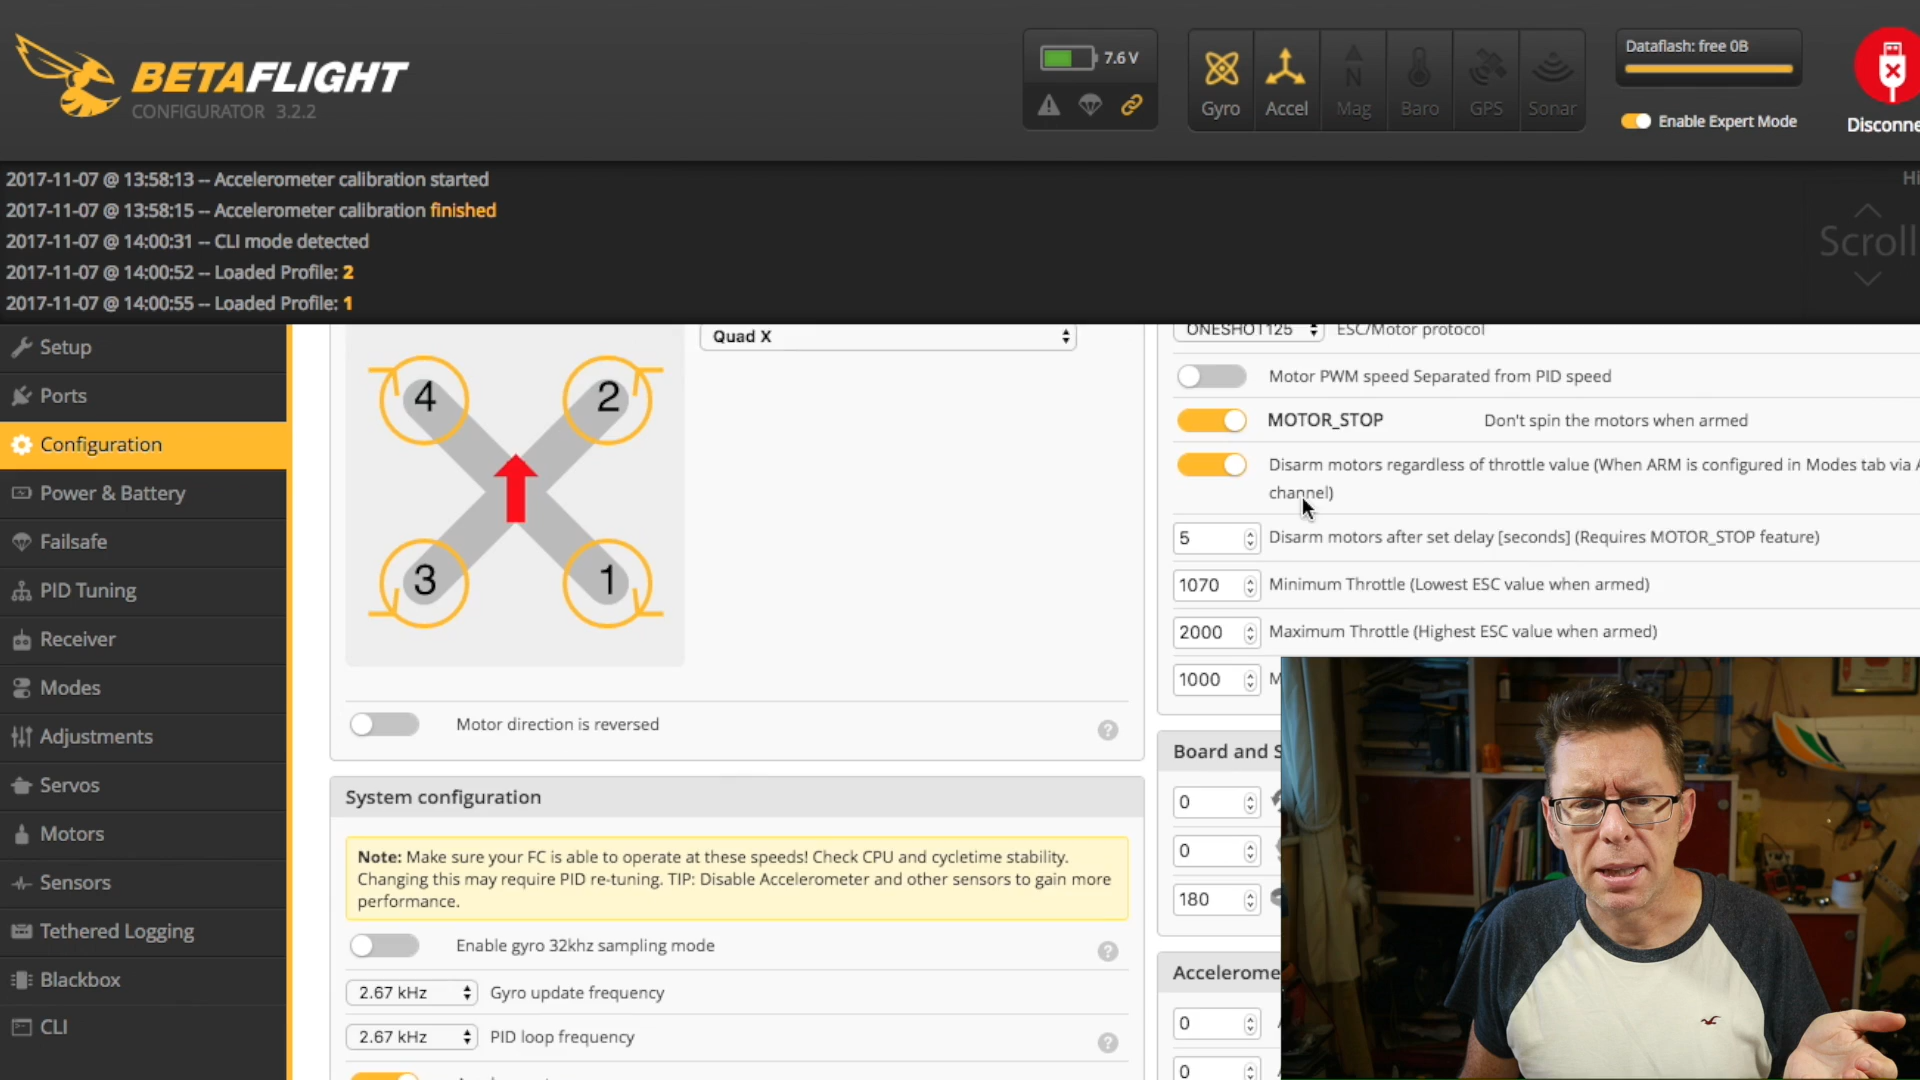 BETAFLIGHT
CONFIGURATOR 3.2.2
7.6 V
Gyro
Accel
Mag
Baro
GPS
Sonar
Dataflash: free 0B
Enable Expert Mode
Disconne
2017-11-07 @ 13:58:13 -- Accelerometer calibration started
2017-11-07 @ 13:58:15 -- Accelerometer calibration finished
2017-11-07 @ 14:00:31 -- CLI mode detected
2017-11-07 @ 14:00:52 -- Loaded Profile: 2
2017-11-07 @ 14:00:55 -- Loaded Profile: 1
Hi
Scroll
Setup
Ports
Configuration
Power & Battery
Failsafe
PID Tuning
Receiver
Modes
Adjustments
Servos
Motors
Sensors
Tethered Logging
Blackbox
CLI
Quad X
4
2
3
1
Motor direction is reversed
?
System configuration
Note: Make sure your FC is able to operate at these speeds! Check CPU and cycletime stability.
Changing this may require PID re-tuning. TIP: Disable Accelerometer and other sensors to gain more
performance.
Enable gyro 32khz sampling mode
?
2.67 kHz Gyro update frequency
2.67 kHz PID loop frequency
?
ONESHOT125 ESC/Motor protocol
Motor PWM speed Separated from PID speed
MOTOR_STOP Don't spin the motors when armed
Disarm motors regardless of throttle value (When ARM is configured in Modes tab via A
channel)
5 Disarm motors after set delay [seconds] (Requires MOTOR_STOP feature)
1070 Minimum Throttle (Lowest ESC value when armed)
2000 Maximum Throttle (Highest ESC value when armed)
1000 M
Board and S
0
0
180
Accelerome
0
0